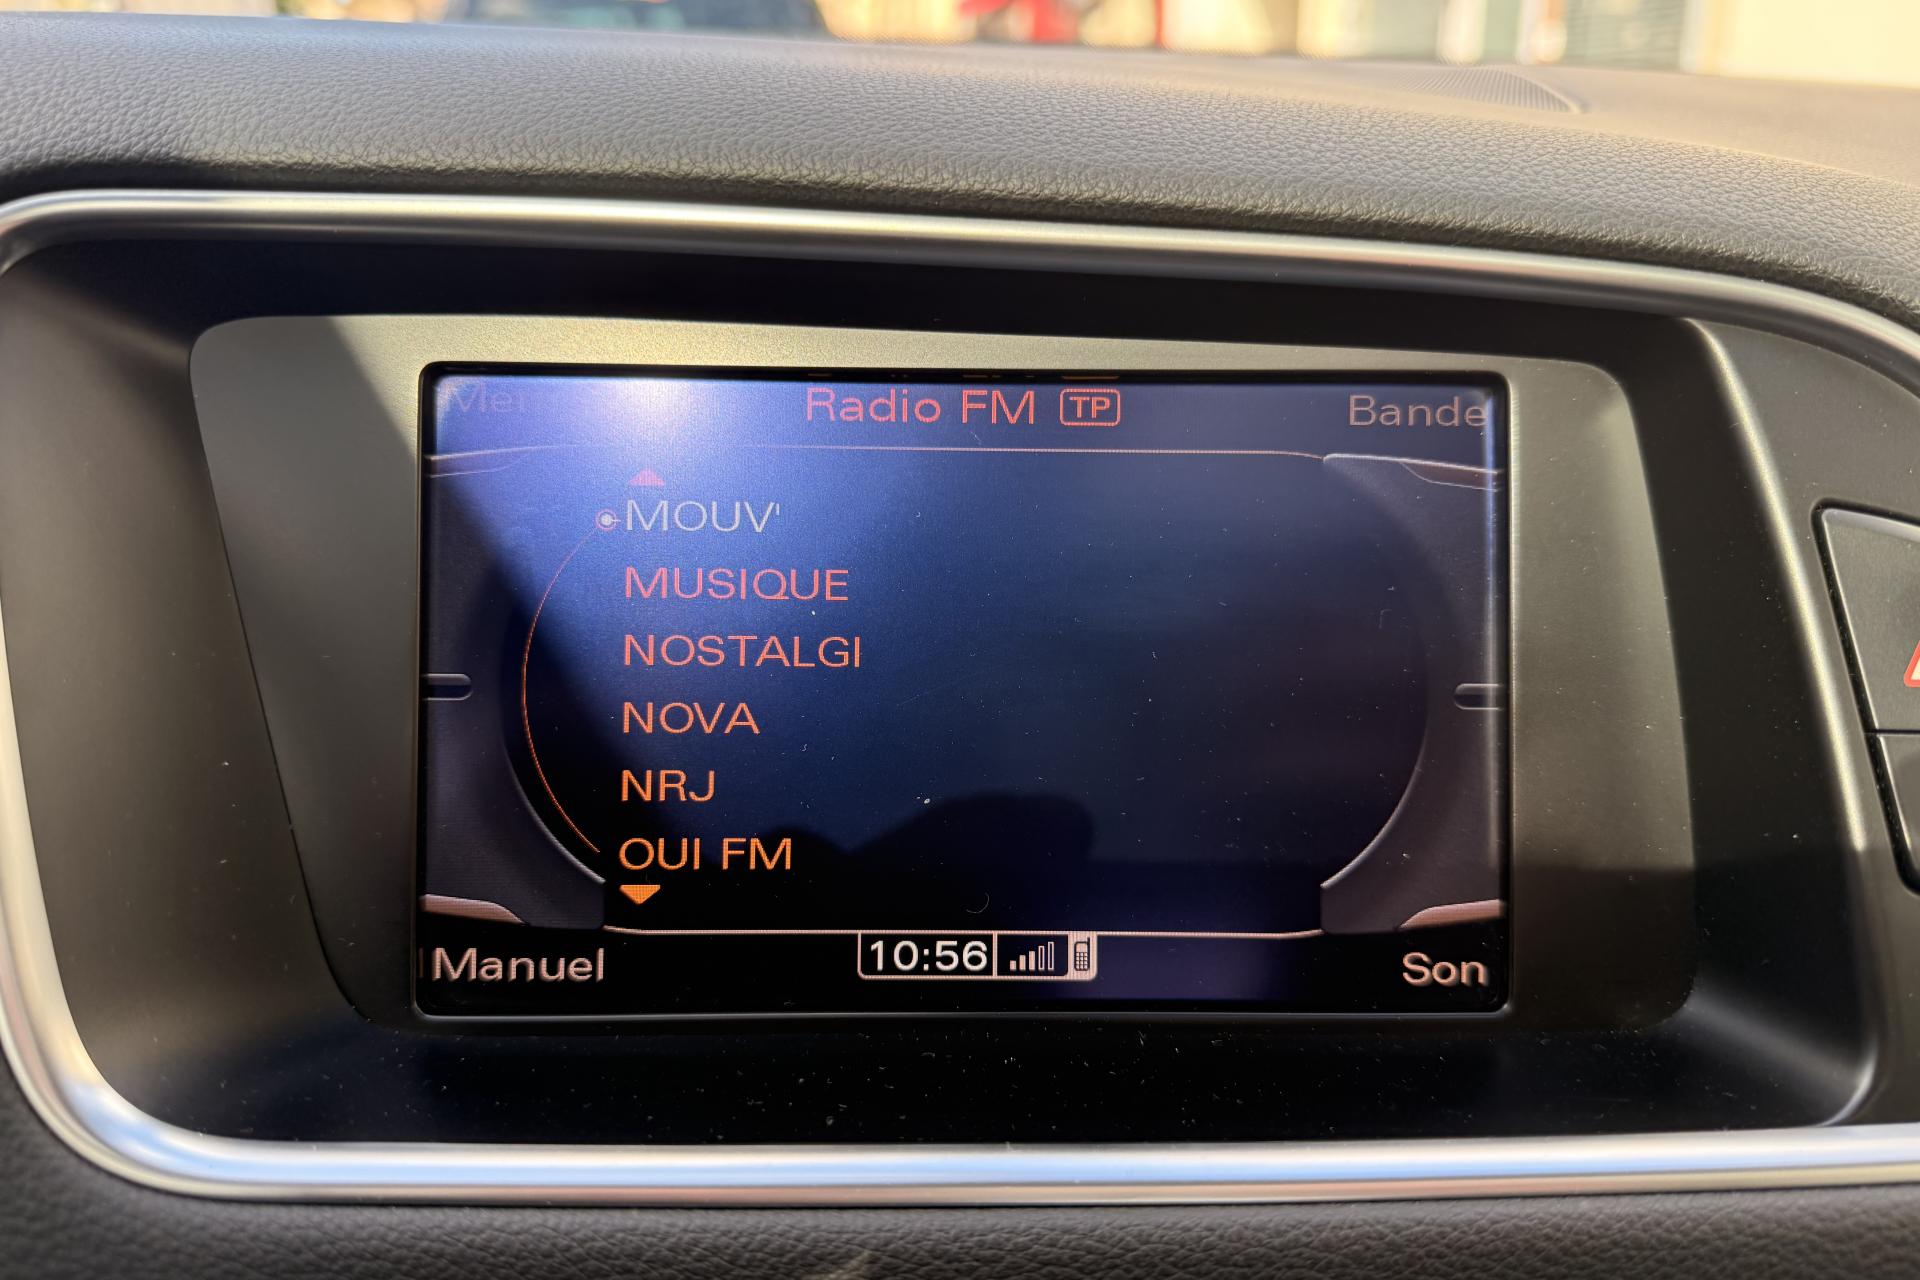 Radio FM TP
Bande
MOUV'
MUSIQUE
NOSTALGI
NOVA
NRJ
OUI FM
Manuel
10:56
Son